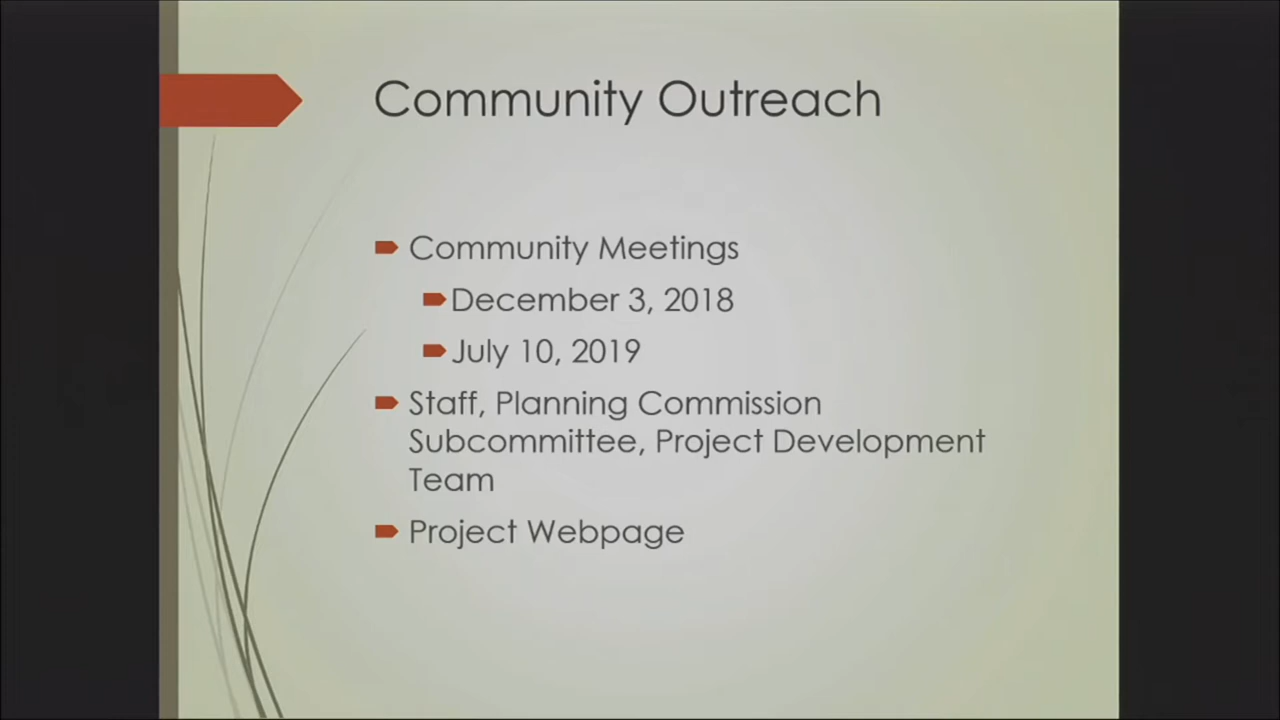 Community Outreach
Community Meetings
December 3, 2018
July 10, 2019
Staff, Planning Commission
Subcommittee, Project Development
Team
Project Webpage